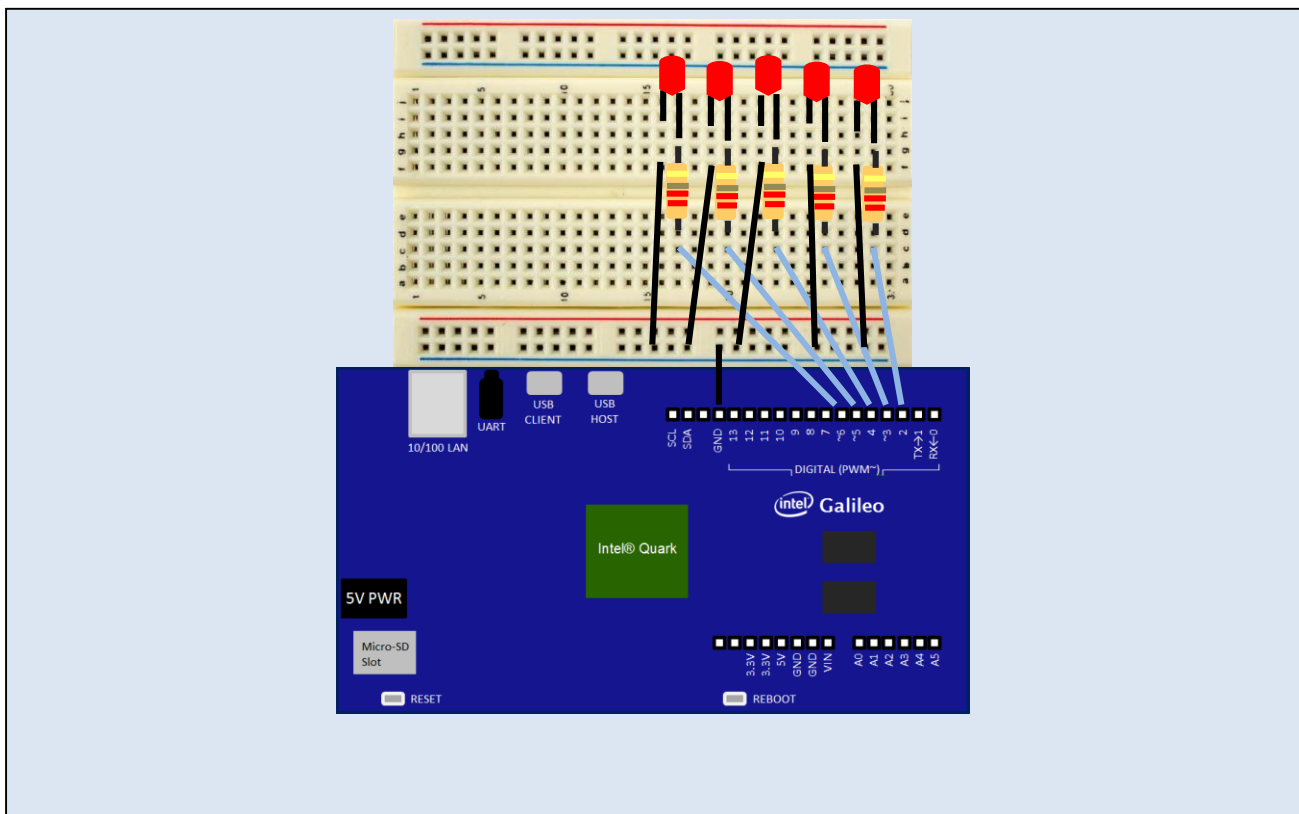 1 5 10 15
j
i
h
g
f
j
i
h
g
f
e
d
c
b
a
e
d
c
b
a
1 5 10 15
10/100 LAN
UART
USB
CLIENT
USB
HOST
SCL
SDA
GND
13
12
11
10
9
8
7
~6
~5
4
~3
2
TX→1
RX←0
DIGITAL (PWM~)
intel Galileo
Intel® Quark
5V PWR
Micro-SD
Slot
3.3V
3.3V
5V
GND
GND
VIN
A0
A1
A2
A3
A4
A5
RESET
REBOOT